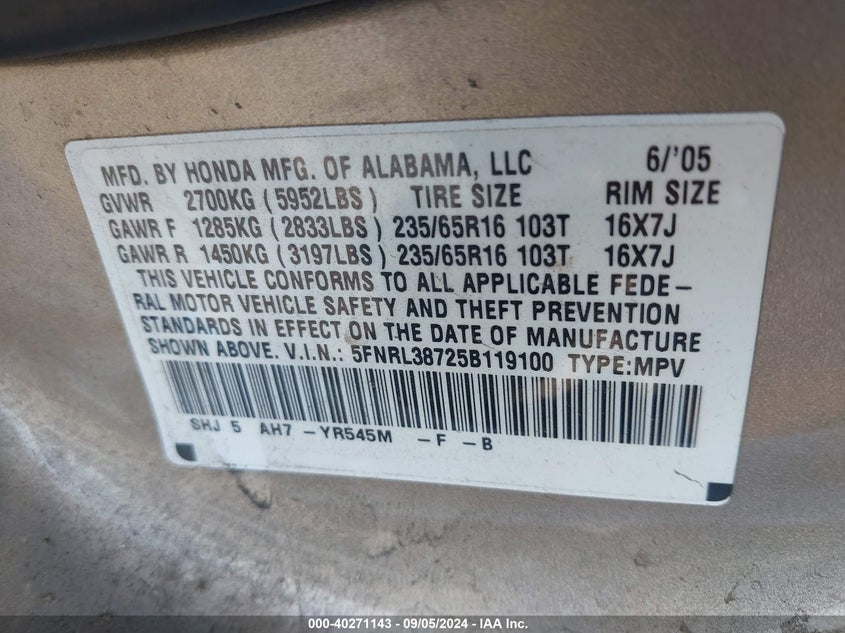 MFD. BY HONDA MFG. OF ALABAMA, LLC 6/'05
GVWR 2700KG (5952LBS) TIRE SIZE RIM SIZE
GAWR F 1285KG (2833LBS) 235/65R16 103T 16X7J
GAWR R 1450KG (3197LBS) 235/65R16 103T 16X7J
THIS VEHICLE CONFORMS TO ALL APPLICABLE FEDE–
RAL MOTOR VEHICLE SAFETY AND THEFT PREVENTION
STANDARDS IN EFFECT ON THE DATE OF MANUFACTURE
SHOWN ABOVE. V.I.N.: 5FNRL38725B119100 TYPE:MPV
SHJ 5 AH7 –YR545M –F –B
000-40271143 - 09/05/2024 - IAA Inc.